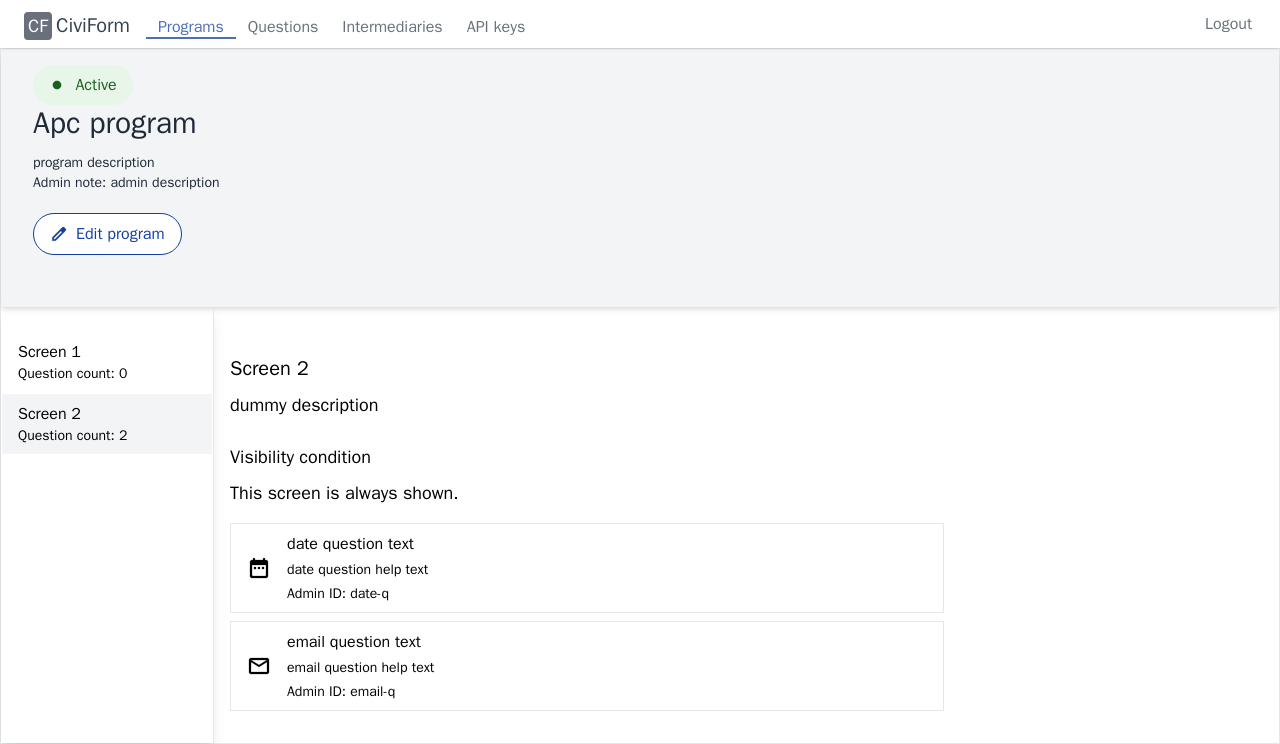 CF CiviForm Programs Questions Intermediaries API keys Logout
Active
Apc program
program description
Admin note: admin description
Edit program
Screen 1
Question count: 0
Screen 2
Question count: 2
Screen 2
dummy description
Visibility condition
This screen is always shown.
date question text
date question help text
Admin ID: date-q
email question text
email question help text
Admin ID: email-q